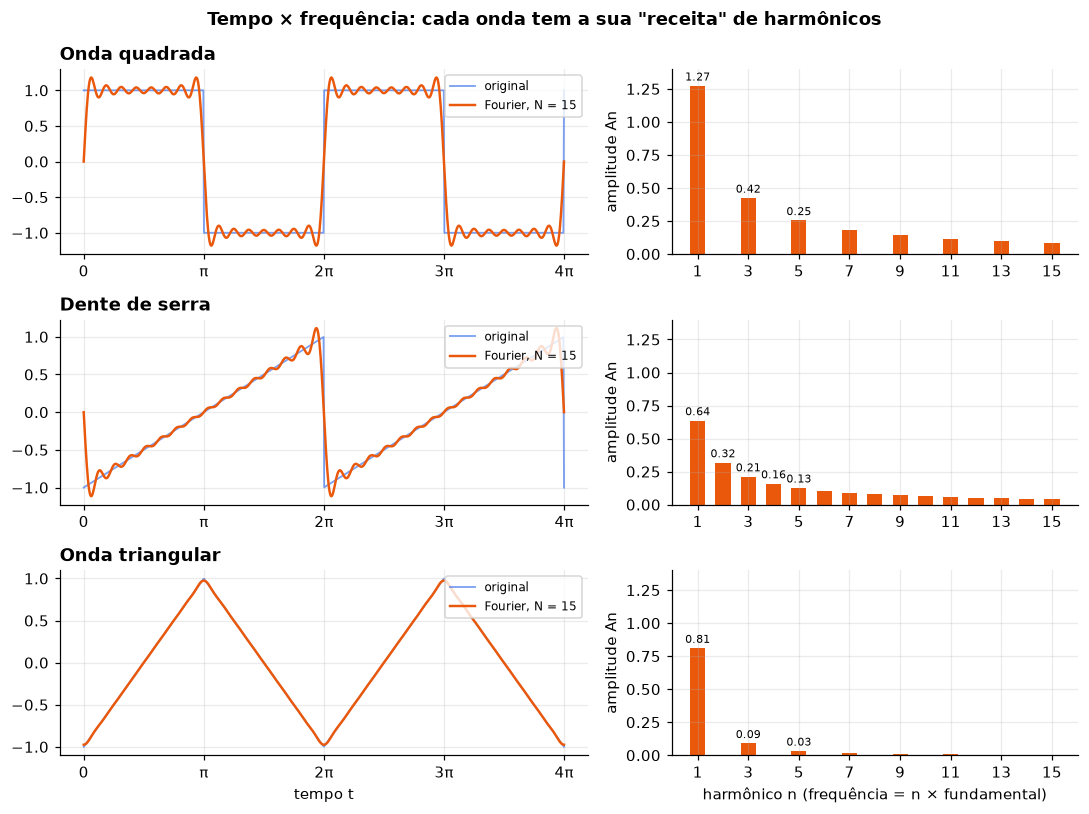 Tempo × frequência: cada onda tem a sua "receita" de harmônicos
Onda quadrada
original
Fourier, N = 15
1.0
0.5
0.0
−0.5
−1.0
0 π 2π 3π 4π
amplitude An
1.25
1.00
0.75
0.50
0.25
0.00
1.27
0.42
0.25
1 3 5 7 9 11 13 15
Dente de serra
original
Fourier, N = 15
1.0
0.5
0.0
−0.5
−1.0
0 π 2π 3π 4π
amplitude An
1.25
1.00
0.75
0.50
0.25
0.00
0.64
0.32
0.21
0.16
0.13
1 3 5 7 9 11 13 15
Onda triangular
original
Fourier, N = 15
1.0
0.5
0.0
−0.5
−1.0
0 π 2π 3π 4π
tempo t
amplitude An
1.25
1.00
0.75
0.50
0.25
0.00
0.81
0.09
0.03
1 3 5 7 9 11 13 15
harmônico n (frequência = n × fundamental)